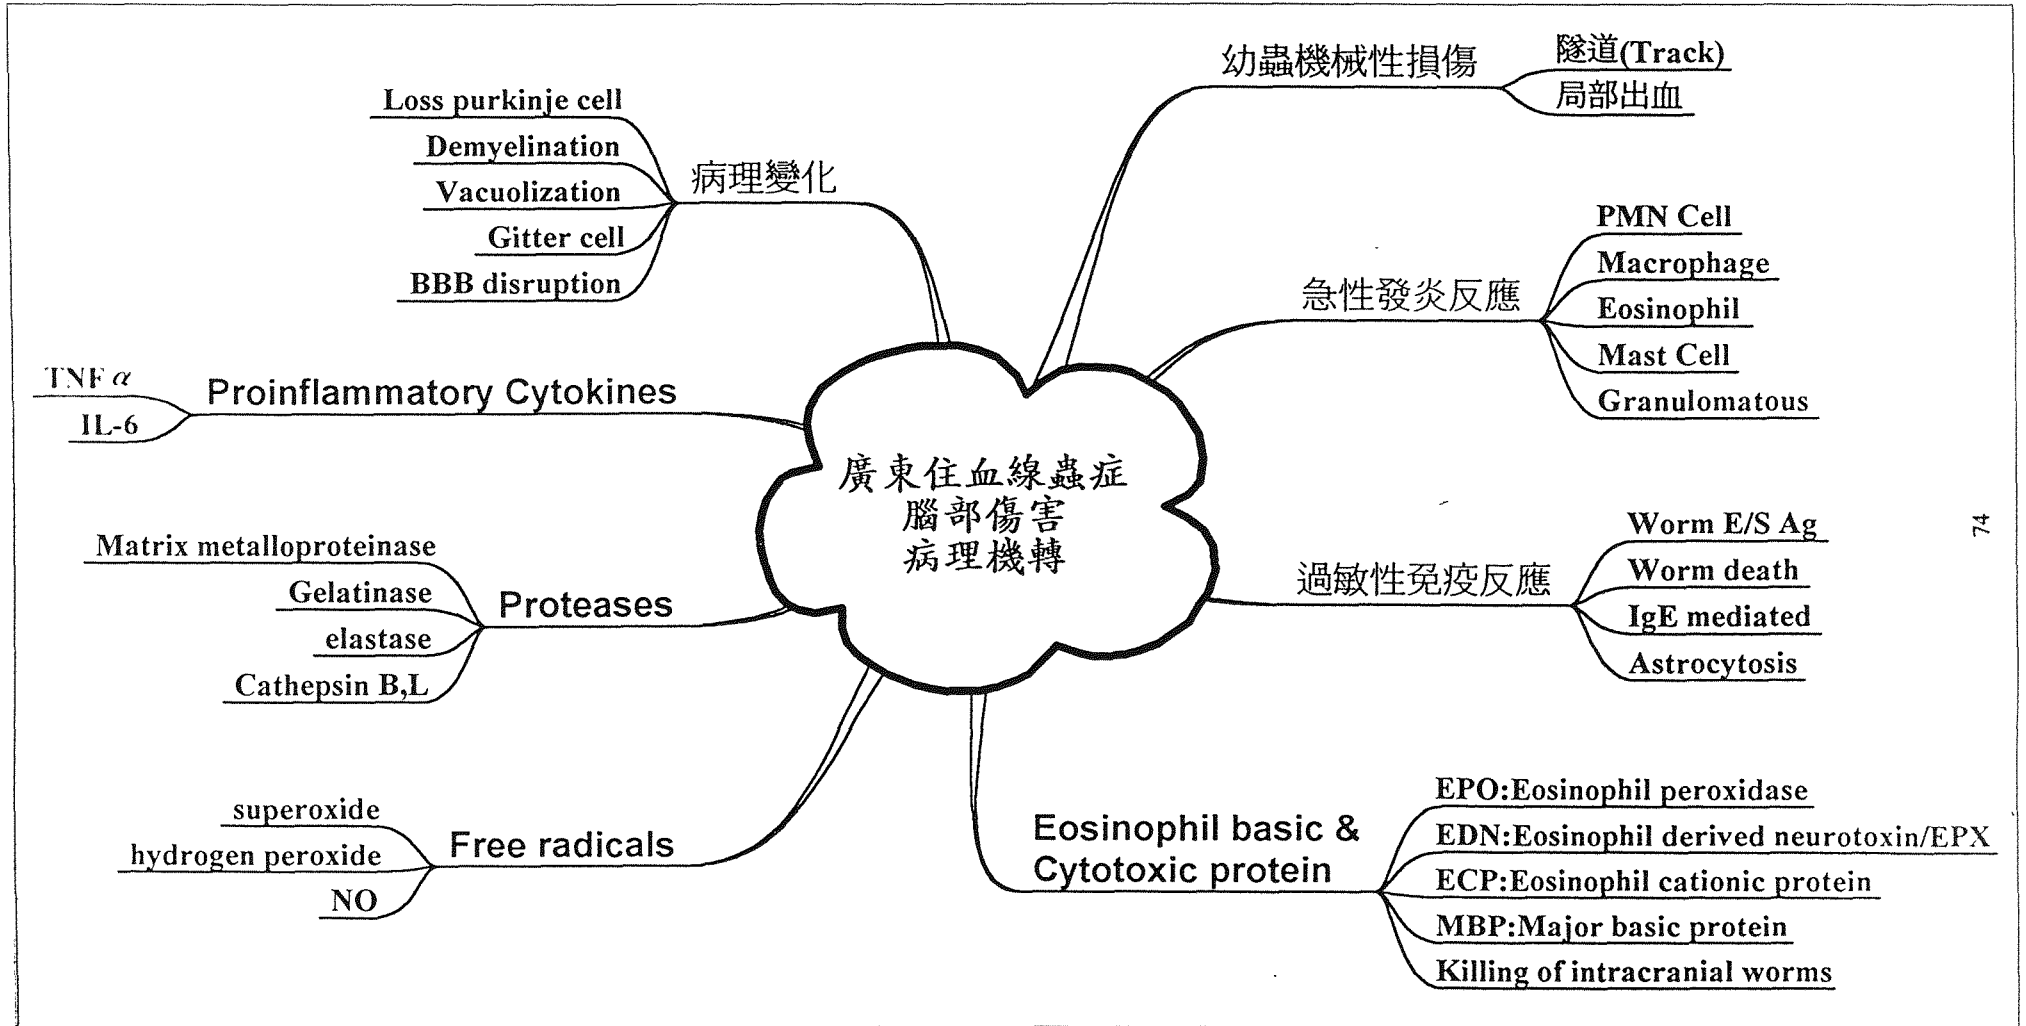 廣東住血線蟲症
腦部傷害
病理機轉
幼蟲機械性損傷
隧道(Track)
局部出血
急性發炎反應
PMN Cell
Macrophage
Eosinophil
Mast Cell
Granulomatous
過敏性免疫反應
Worm E/S Ag
Worm death
IgE mediated
Astrocytosis
Eosinophil basic &
Cytotoxic protein
EPO:Eosinophil peroxidase
EDN:Eosinophil derived neurotoxin/EPX
ECP:Eosinophil cationic protein
MBP:Major basic protein
Killing of intracranial worms
Free radicals
superoxide
hydrogen peroxide
NO
Proteases
Matrix metalloproteinase
Gelatinase
elastase
Cathepsin B,L
Proinflammatory Cytokines
TNF α
IL-6
病理變化
Loss purkinje cell
Demyelination
Vacuolization
Gitter cell
BBB disruption
74